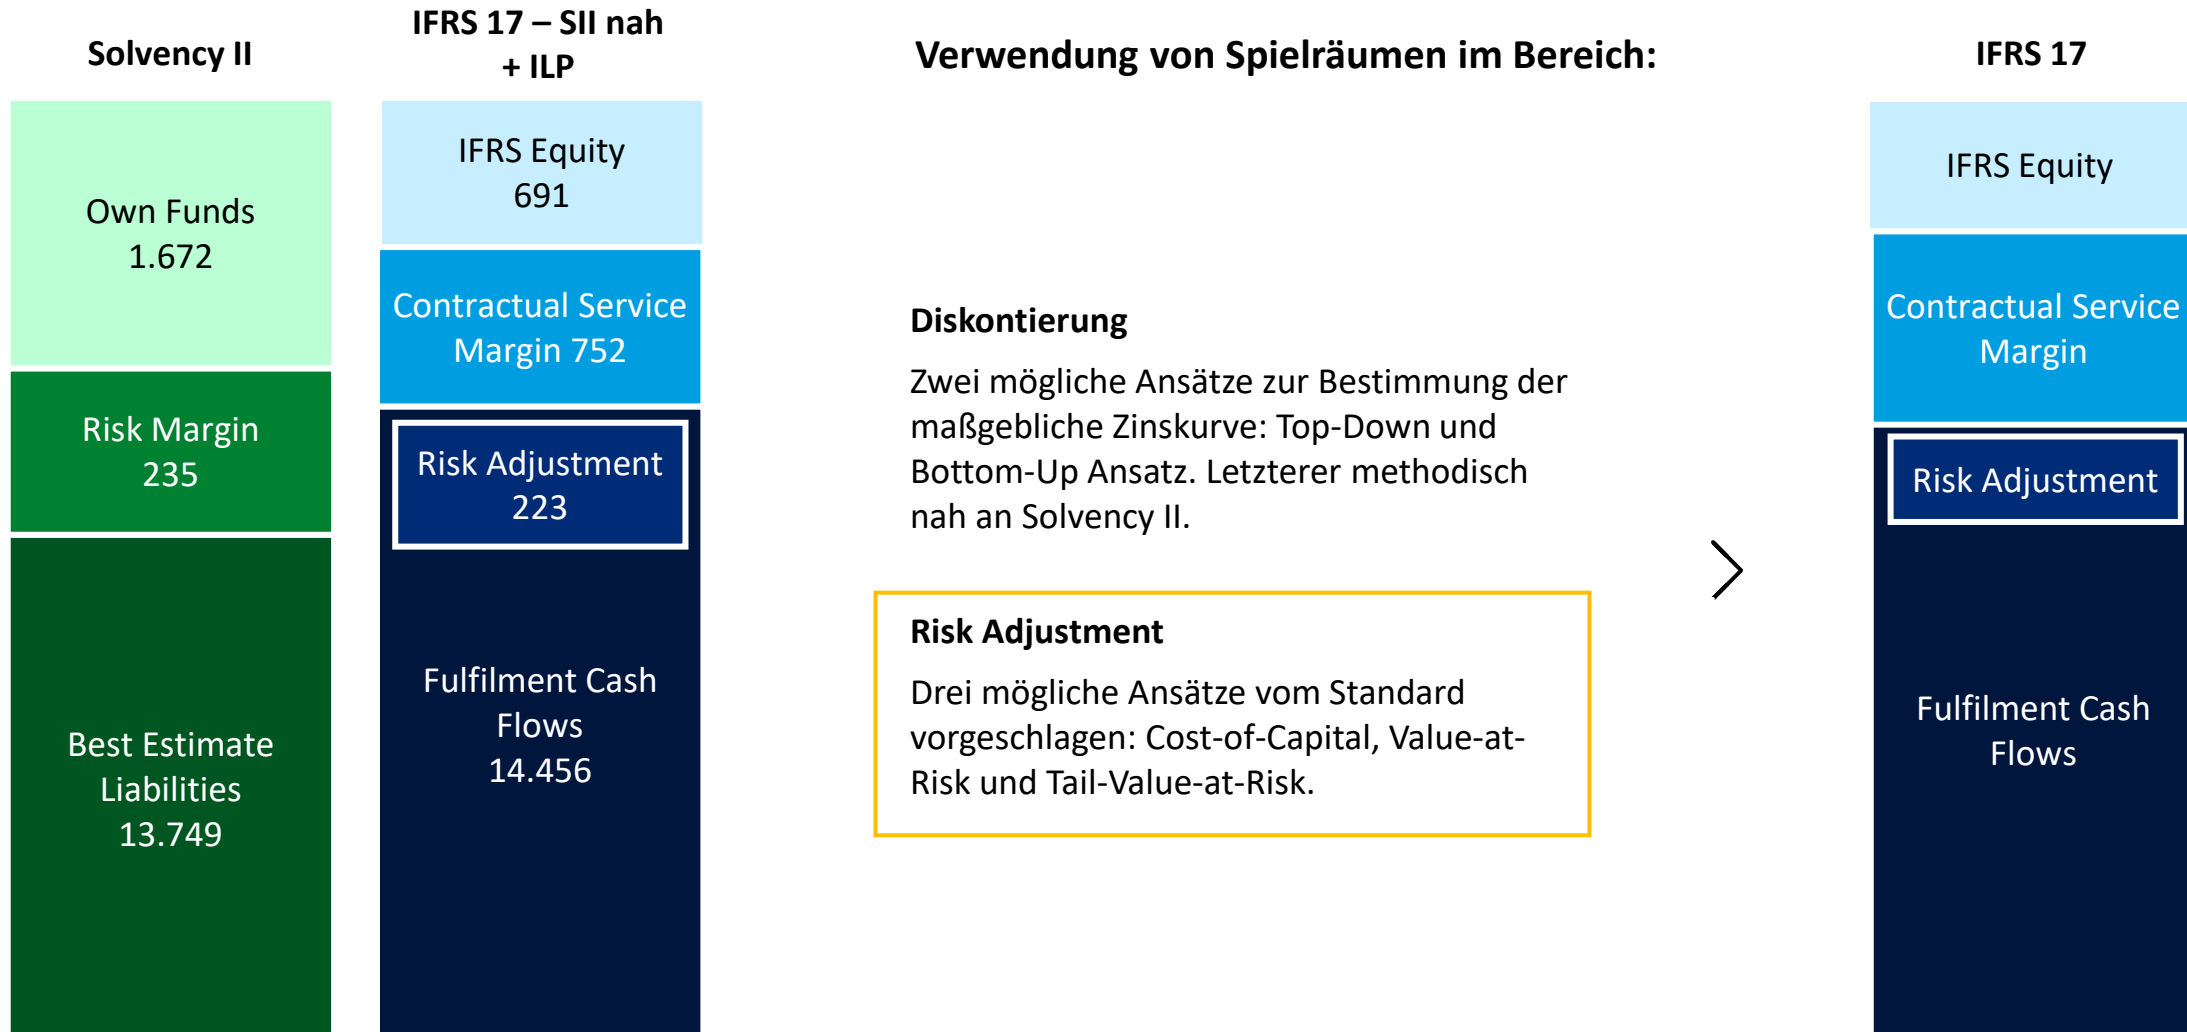 Solvency II
Own Funds
1.672
Risk Margin
235
Best Estimate
Liabilities
13.749
IFRS 17 – SII nah
+ ILP
IFRS Equity
691
Contractual Service
Margin 752
Risk Adjustment
223
Fulfilment Cash
Flows
14.456
Verwendung von Spielräumen im Bereich:
Diskontierung
Zwei mögliche Ansätze zur Bestimmung der
maßgebliche Zinskurve: Top-Down und
Bottom-Up Ansatz. Letzterer methodisch
nah an Solvency II.
Risk Adjustment
Drei mögliche Ansätze vom Standard
vorgeschlagen: Cost-of-Capital, Value-at-
Risk und Tail-Value-at-Risk.
IFRS 17
IFRS Equity
Contractual Service
Margin
Risk Adjustment
Fulfilment Cash
Flows